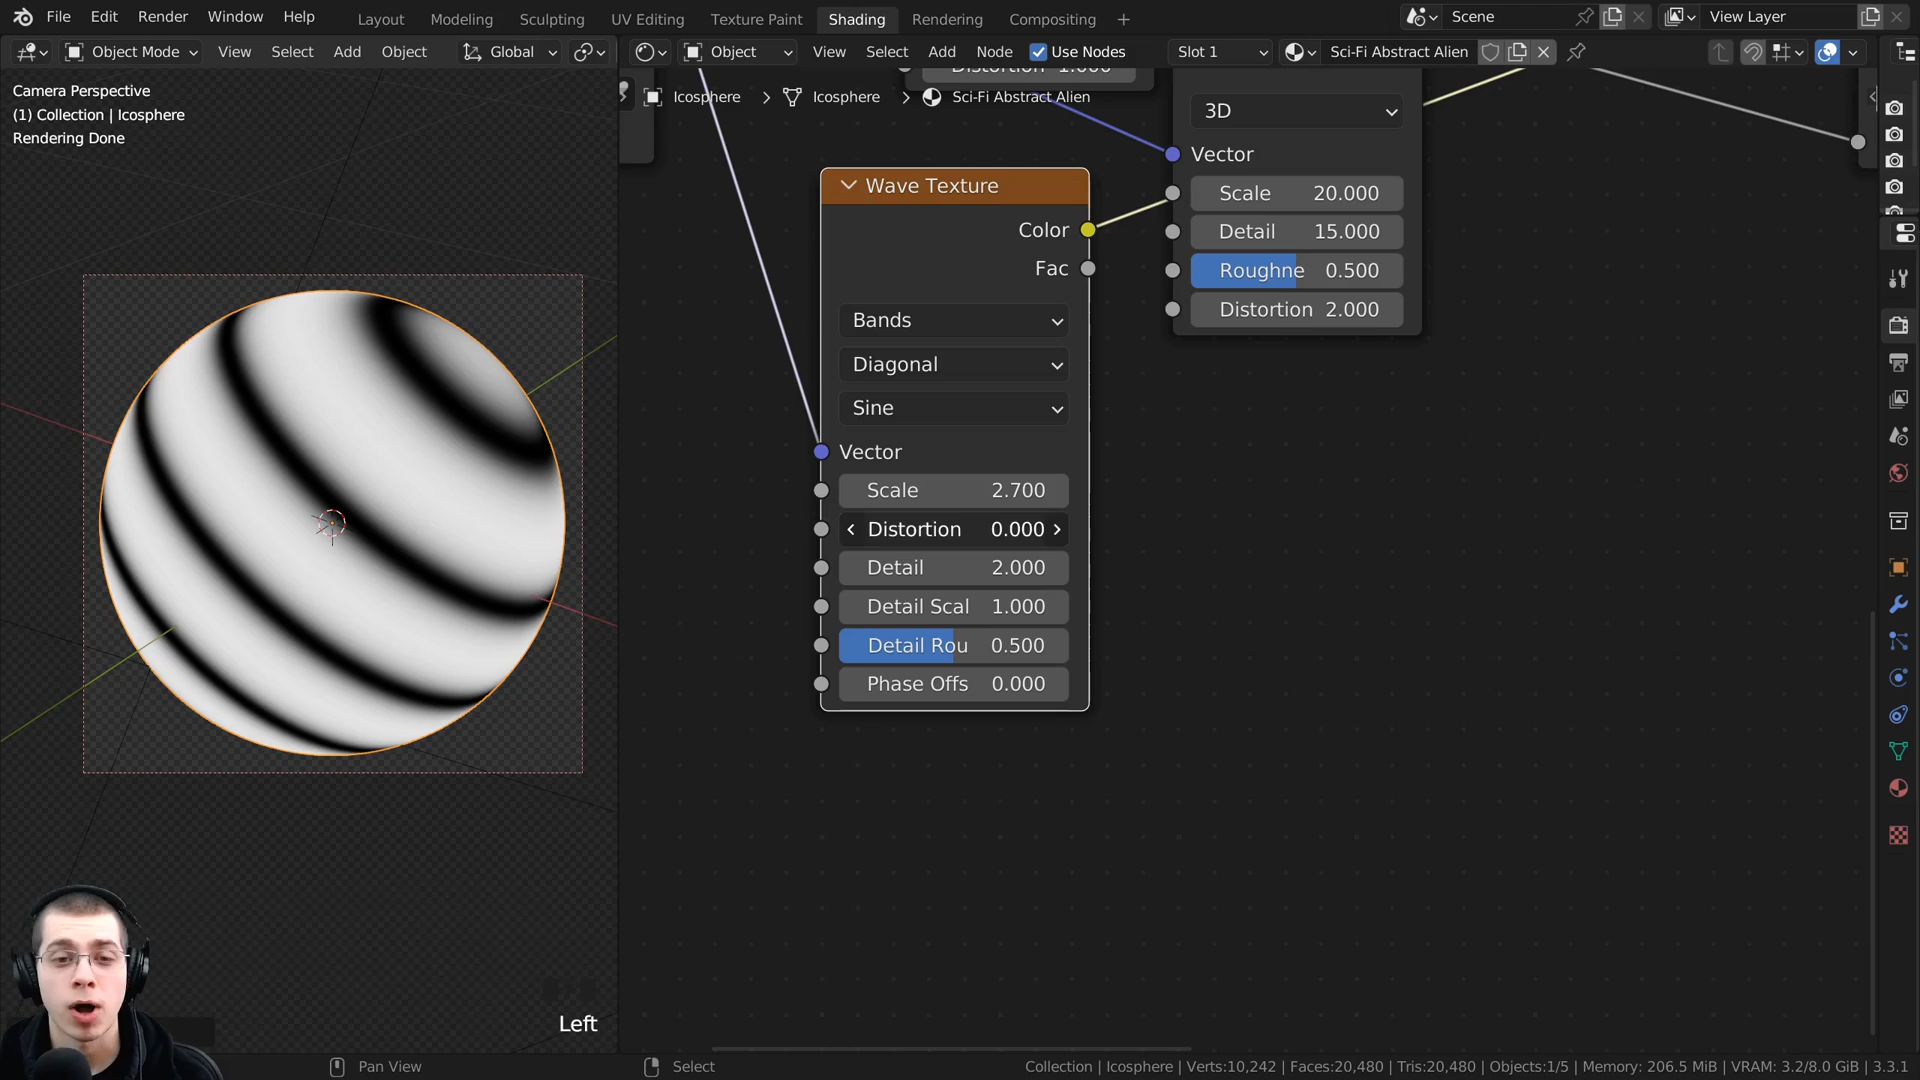 File Edit Render Window Help
Layout Modeling Sculpting UV Editing Texture Paint Shading Rendering Compositing +
Scene
View Layer
Object Mode View Select Add Object Global
Object View Select Add Node Use Nodes Slot 1 Sci-Fi Abstract Alien
Camera Perspective
(1) Collection | Icosphere
Rendering Done
Distortion 1.000
Icosphere > Icosphere > Sci-Fi Abstract Alien
3D
Vector
Scale 20.000
Detail 15.000
Roughne 0.500
Distortion 2.000
Wave Texture
Color
Fac
Bands
Diagonal
Sine
Vector
Scale 2.700
Distortion 0.000
Detail 2.000
Detail Scal 1.000
Detail Rou 0.500
Phase Offs 0.000
Left
Pan View
Select
Collection | Icosphere | Verts:10,242 | Faces:20,480 | Tris:20,480 | Objects:1/5 | Memory: 206.5 MiB | VRAM: 3.2/8.0 GiB | 3.3.1